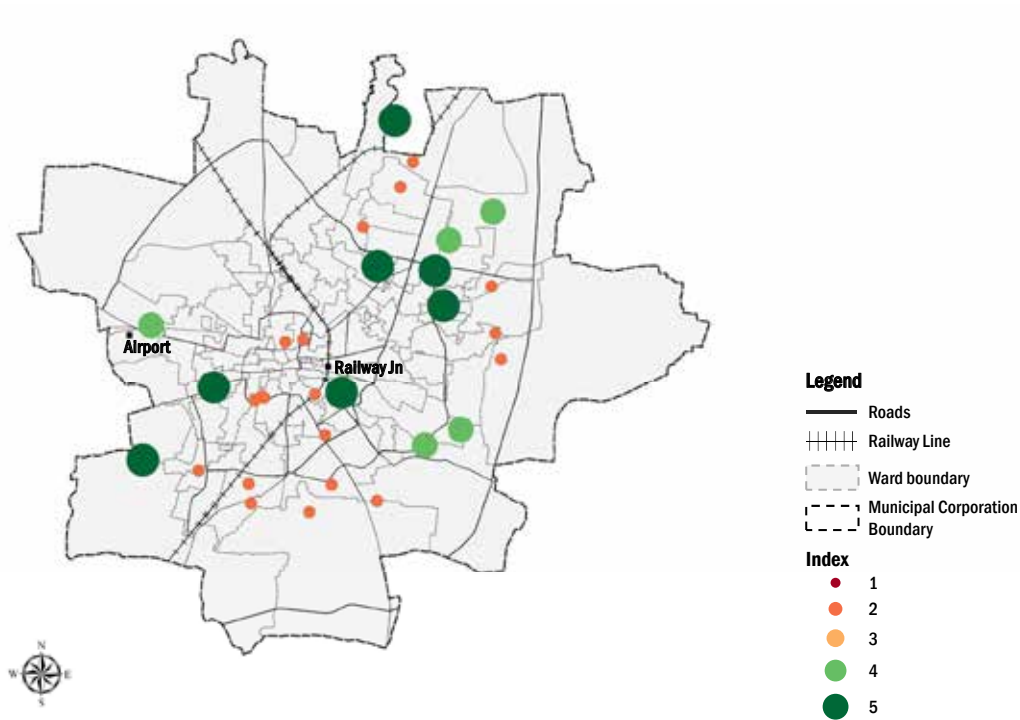 Airport
Railway Jn
Legend
Roads
Railway Line
Ward boundary
Municipal Corporation
Boundary
Index
1
2
3
4
5
N
W
E
S